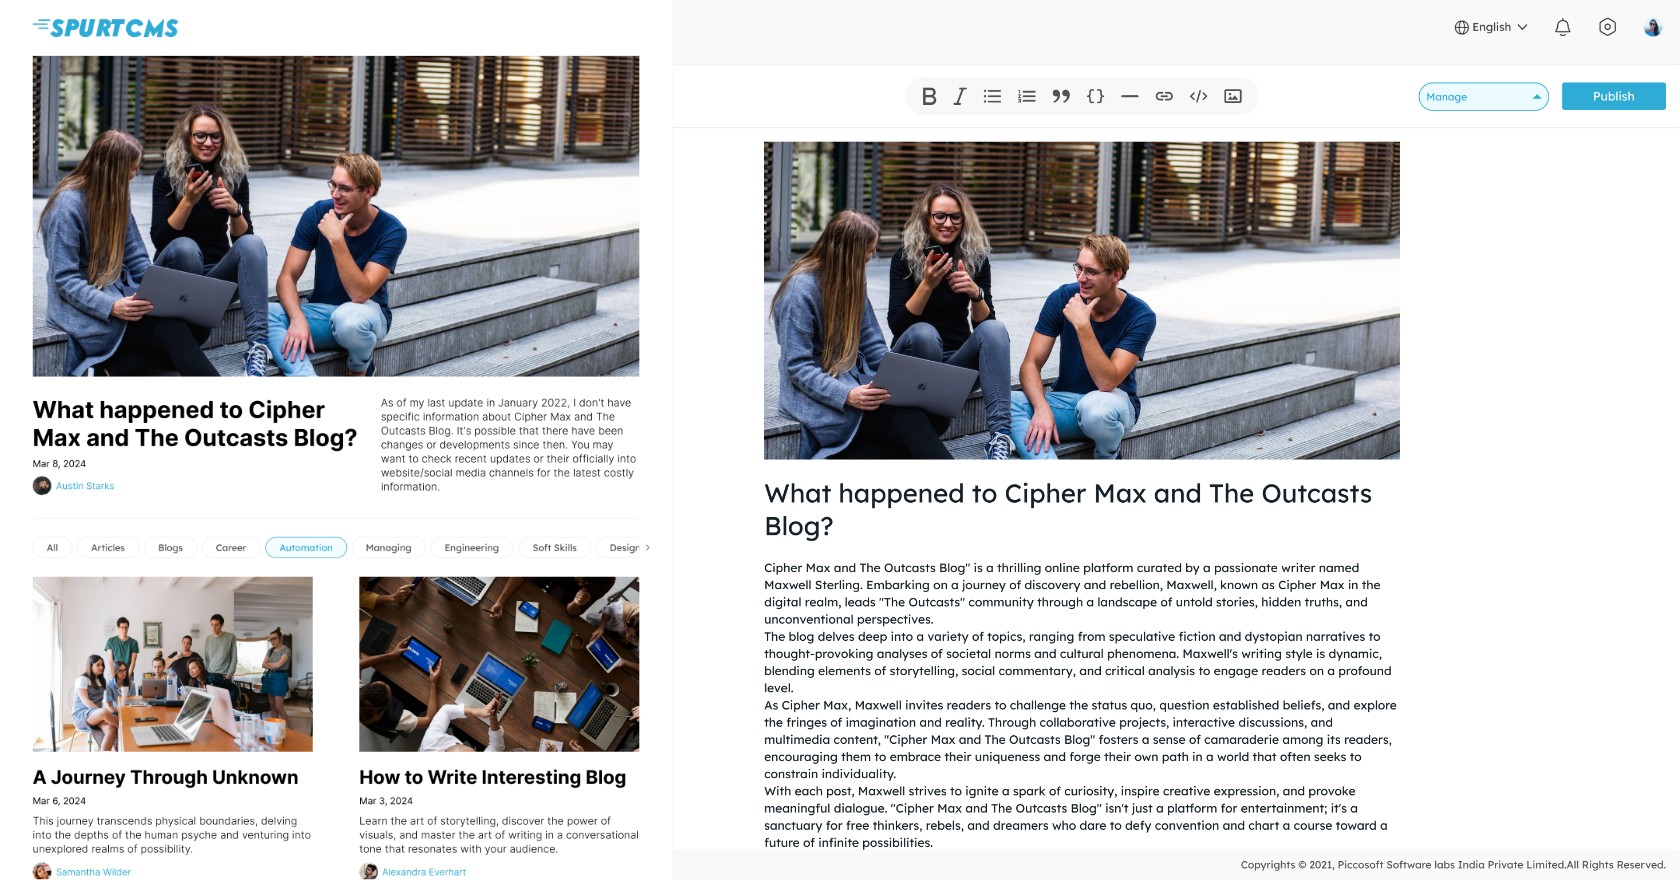 SPURTCMS
What happened to Cipher
Max and The Outcasts Blog?
Mar 8, 2024
Austin Starks
As of my last update in January 2022, I don't have
specific information about Cipher Max and The
Outcasts Blog. It's possible that there have been
changes or developments since then. You may
want to check recent updates or their officially into
website/social media channels for the latest costly
information.
All
Articles
Blogs
Career
Automation
Managing
Engineering
Soft Skills
Design
A Journey Through Unknown
Mar 6, 2024
This journey transcends physical boundaries, delving
into the depths of the human psyche and venturing into
unexplored realms of possibility.
Samantha Wilder
How to Write Interesting Blog
Mar 3, 2024
Learn the art of storytelling, discover the power of
visuals, and master the art of writing in a conversational
tone that resonates with your audience.
Alexandra Everhart
English
Manage
Publish
What happened to Cipher Max and The Outcasts
Blog?
Cipher Max and The Outcasts Blog" is a thrilling online platform curated by a passionate writer named
Maxwell Sterling. Embarking on a journey of discovery and rebellion, Maxwell, known as Cipher Max in the
digital realm, leads "The Outcasts" community through a landscape of untold stories, hidden truths, and
unconventional perspectives.
The blog delves deep into a variety of topics, ranging from speculative fiction and dystopian narratives to
thought-provoking analyses of societal norms and cultural phenomena. Maxwell's writing style is dynamic,
blending elements of storytelling, social commentary, and critical analysis to engage readers on a profound
level.
As Cipher Max, Maxwell invites readers to challenge the status quo, question established beliefs, and explore
the fringes of imagination and reality. Through collaborative projects, interactive discussions, and
multimedia content, "Cipher Max and The Outcasts Blog" fosters a sense of camaraderie among its readers,
encouraging them to embrace their uniqueness and forge their own path in a world that often seeks to
constrain individuality.
With each post, Maxwell strives to ignite a spark of curiosity, inspire creative expression, and provoke
meaningful dialogue. "Cipher Max and The Outcasts Blog" isn't just a platform for entertainment; it's a
sanctuary for free thinkers, rebels, and dreamers who dare to defy convention and chart a course toward a
future of infinite possibilities.
Copyrights © 2021, Piccosoft Software labs India Private Limited.All Rights Reserved.